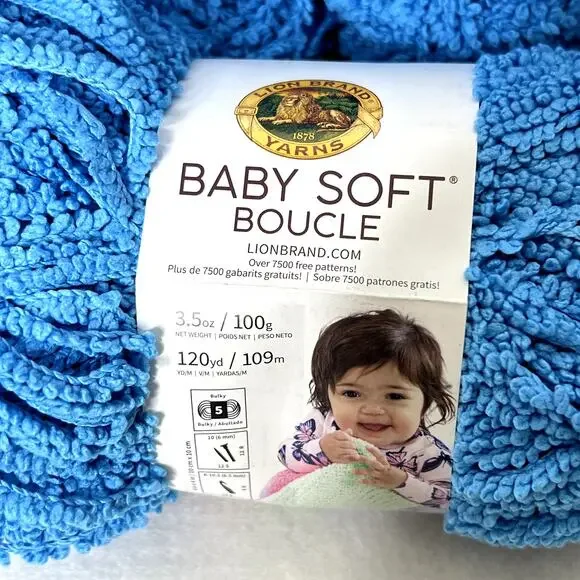 LION BRAND®
1878
YARNS
BABY SOFT®
BOUCLE
LIONBRAND.COM
Over 7500 free patterns!
Plus de 7500 gabarits gratuits! | Sobre 7500 patrones gratis!
3.5oz / 100g
NET WEIGHT | POIDS NET | PESO NETO
120yd / 109m
YD/M | V/M | YARDAS/M
Bulky
5
Bulky / Abultado
10 (6 mm)
12 S